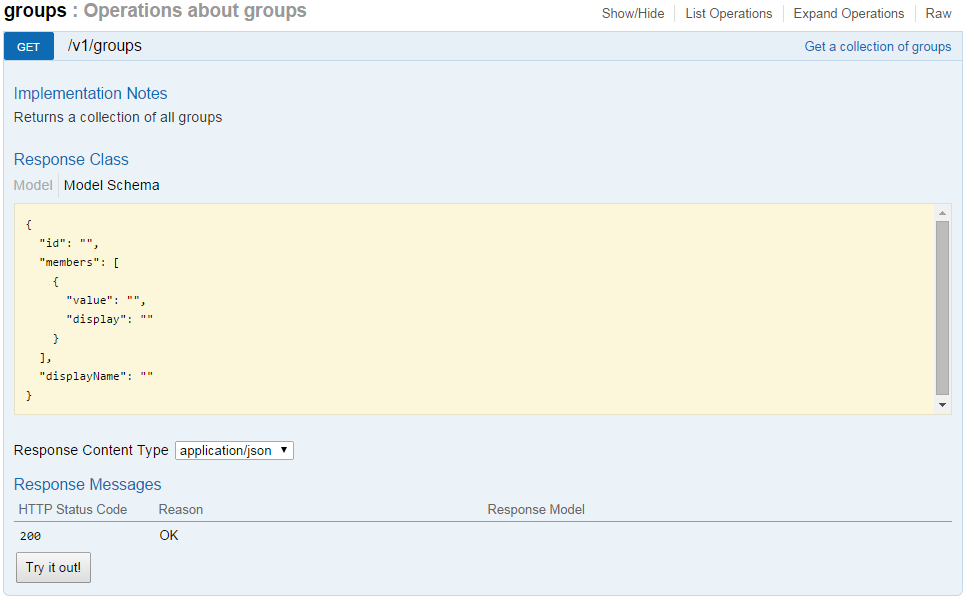 groups : Operations about groups
Show/Hide List Operations Expand Operations Raw
GET /v1/groups Get a collection of groups
Implementation Notes
Returns a collection of all groups
Response Class
Model Model Schema
{
  "id": "",
  "members": [
    {
      "value": "",
      "display": ""
    }
  ],
  "displayName": ""
}
Response Content Type application/json
Response Messages
HTTP Status Code Reason Response Model
200 OK
Try it out!